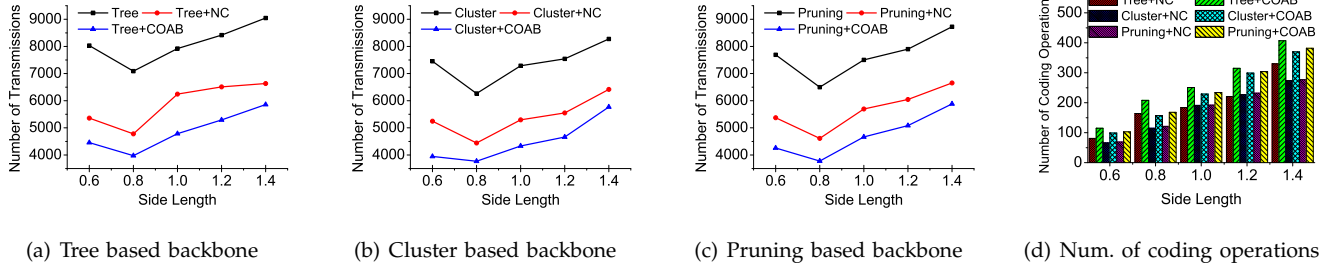 Tree Tree+NC
Tree+COAB
9000
8000
7000
6000
5000
4000
Number of Transmissions
0.6 0.8 1.0 1.2 1.4
Side Length
(a) Tree based backbone
Cluster Cluster+NC
Cluster+COAB
9000
8000
7000
6000
5000
4000
Number of Transmissions
0.6 0.8 1.0 1.2 1.4
Side Length
(b) Cluster based backbone
Pruning Pruning+NC
Pruning+COAB
9000
8000
7000
6000
5000
4000
Number of Transmissions
0.6 0.8 1.0 1.2 1.4
Side Length
(c) Pruning based backbone
Tree+NC Tree+COAB
Cluster+NC Cluster+COAB
Pruning+NC Pruning+COAB
500
400
300
200
100
0
Number of Coding Operation
0.6 0.8 1.0 1.2 1.4
Side Length
(d) Num. of coding operations